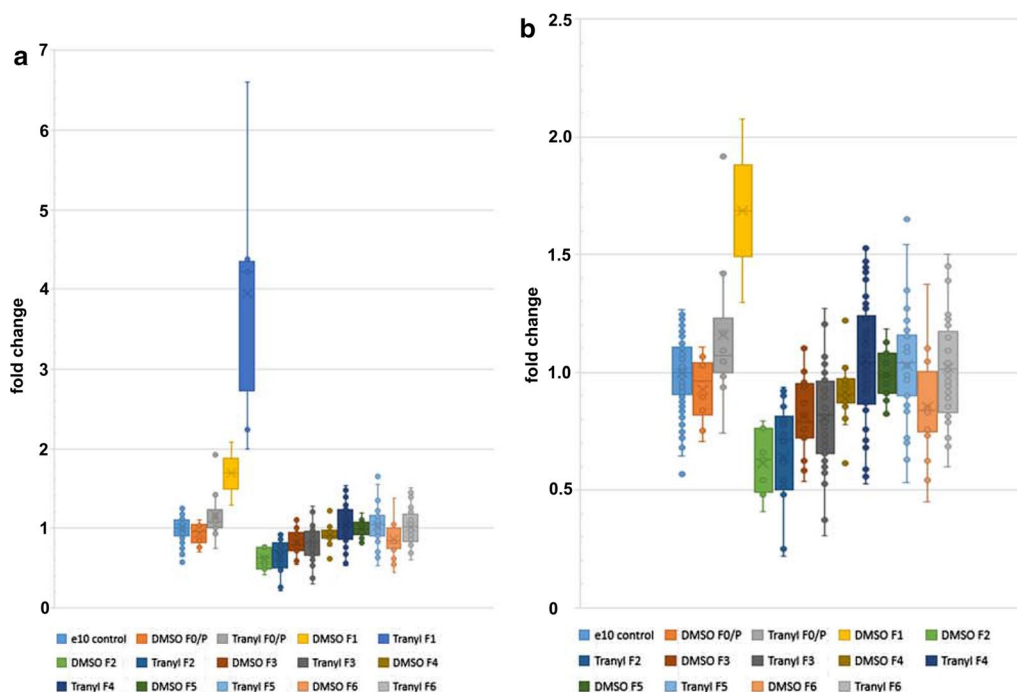 a
7
6
5
4
3
2
1
0
fold change
e10 control DMSO F0/P Tranyl F0/P DMSO F1 Tranyl F1
DMSO F2 Tranyl F2 DMSO F3 Tranyl F3 DMSO F4
Tranyl F4 DMSO F5 Tranyl F5 DMSO F6 Tranyl F6
b
2.5
2.0
1.5
1.0
0.5
0
fold change
e10 control DMSO F0/P Tranyl F0/P DMSO F1 DMSO F2
Tranyl F2 DMSO F3 Tranyl F3 DMSO F4 Tranyl F4
DMSO F5 Tranyl F5 DMSO F6 Tranyl F6